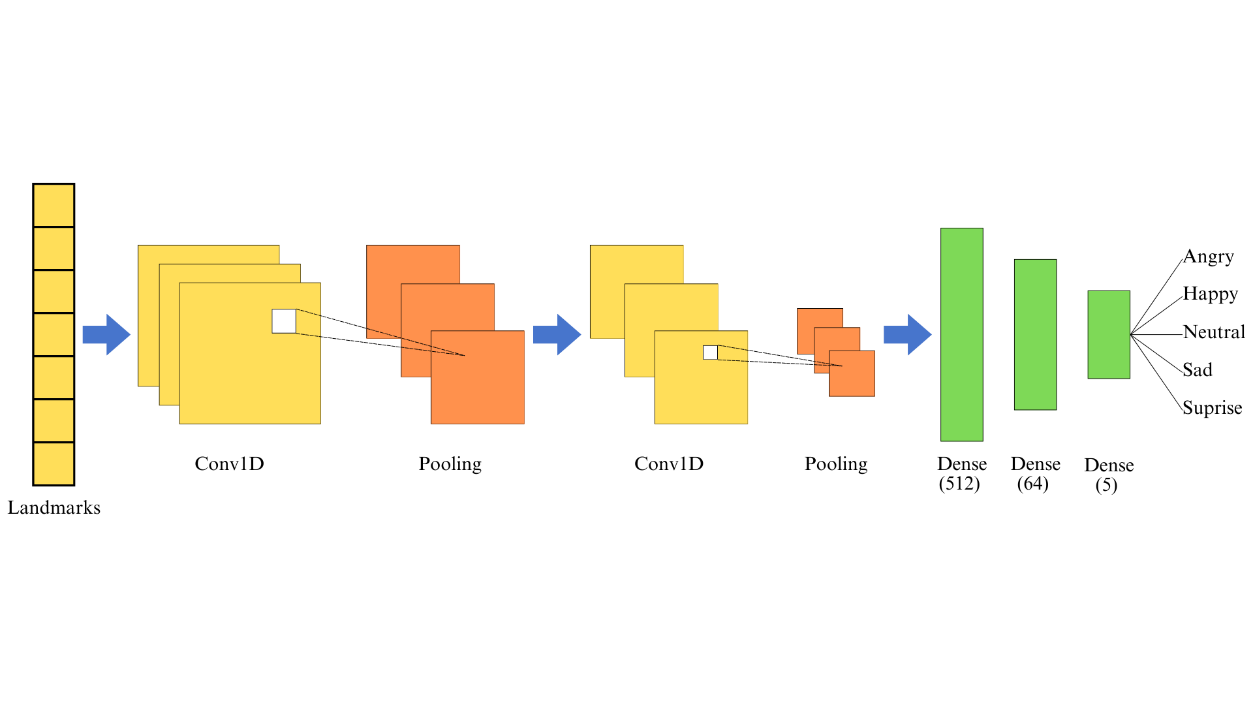 Landmarks
Conv1D
Pooling
Conv1D
Pooling
Dense
(512)
Dense
(64)
Dense
(5)
Angry
Happy
Neutral
Sad
Suprise